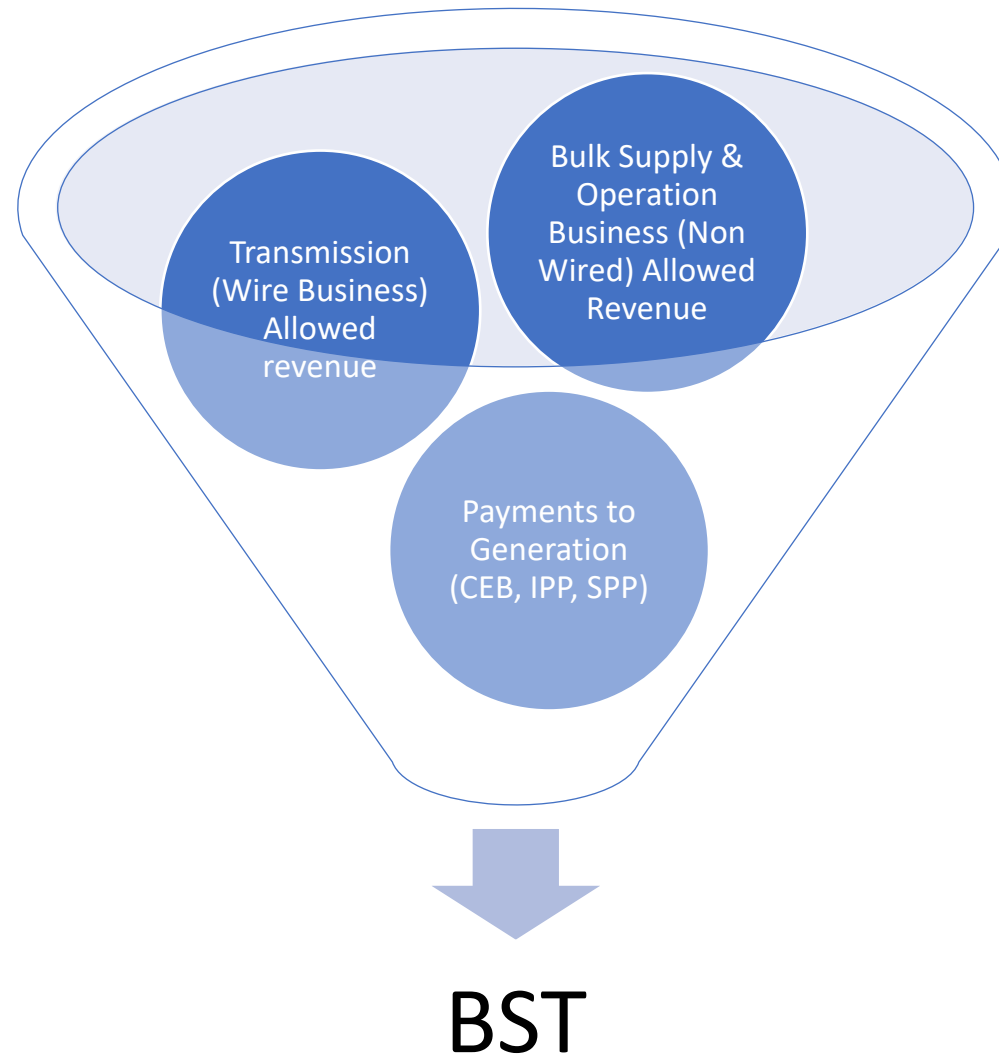 Bulk Supply &
Operation
Business (Non
Wired) Allowed
Revenue
Transmission
(Wire Business)
Allowed
revenue
Payments to
Generation
(CEB, IPP, SPP)
BST